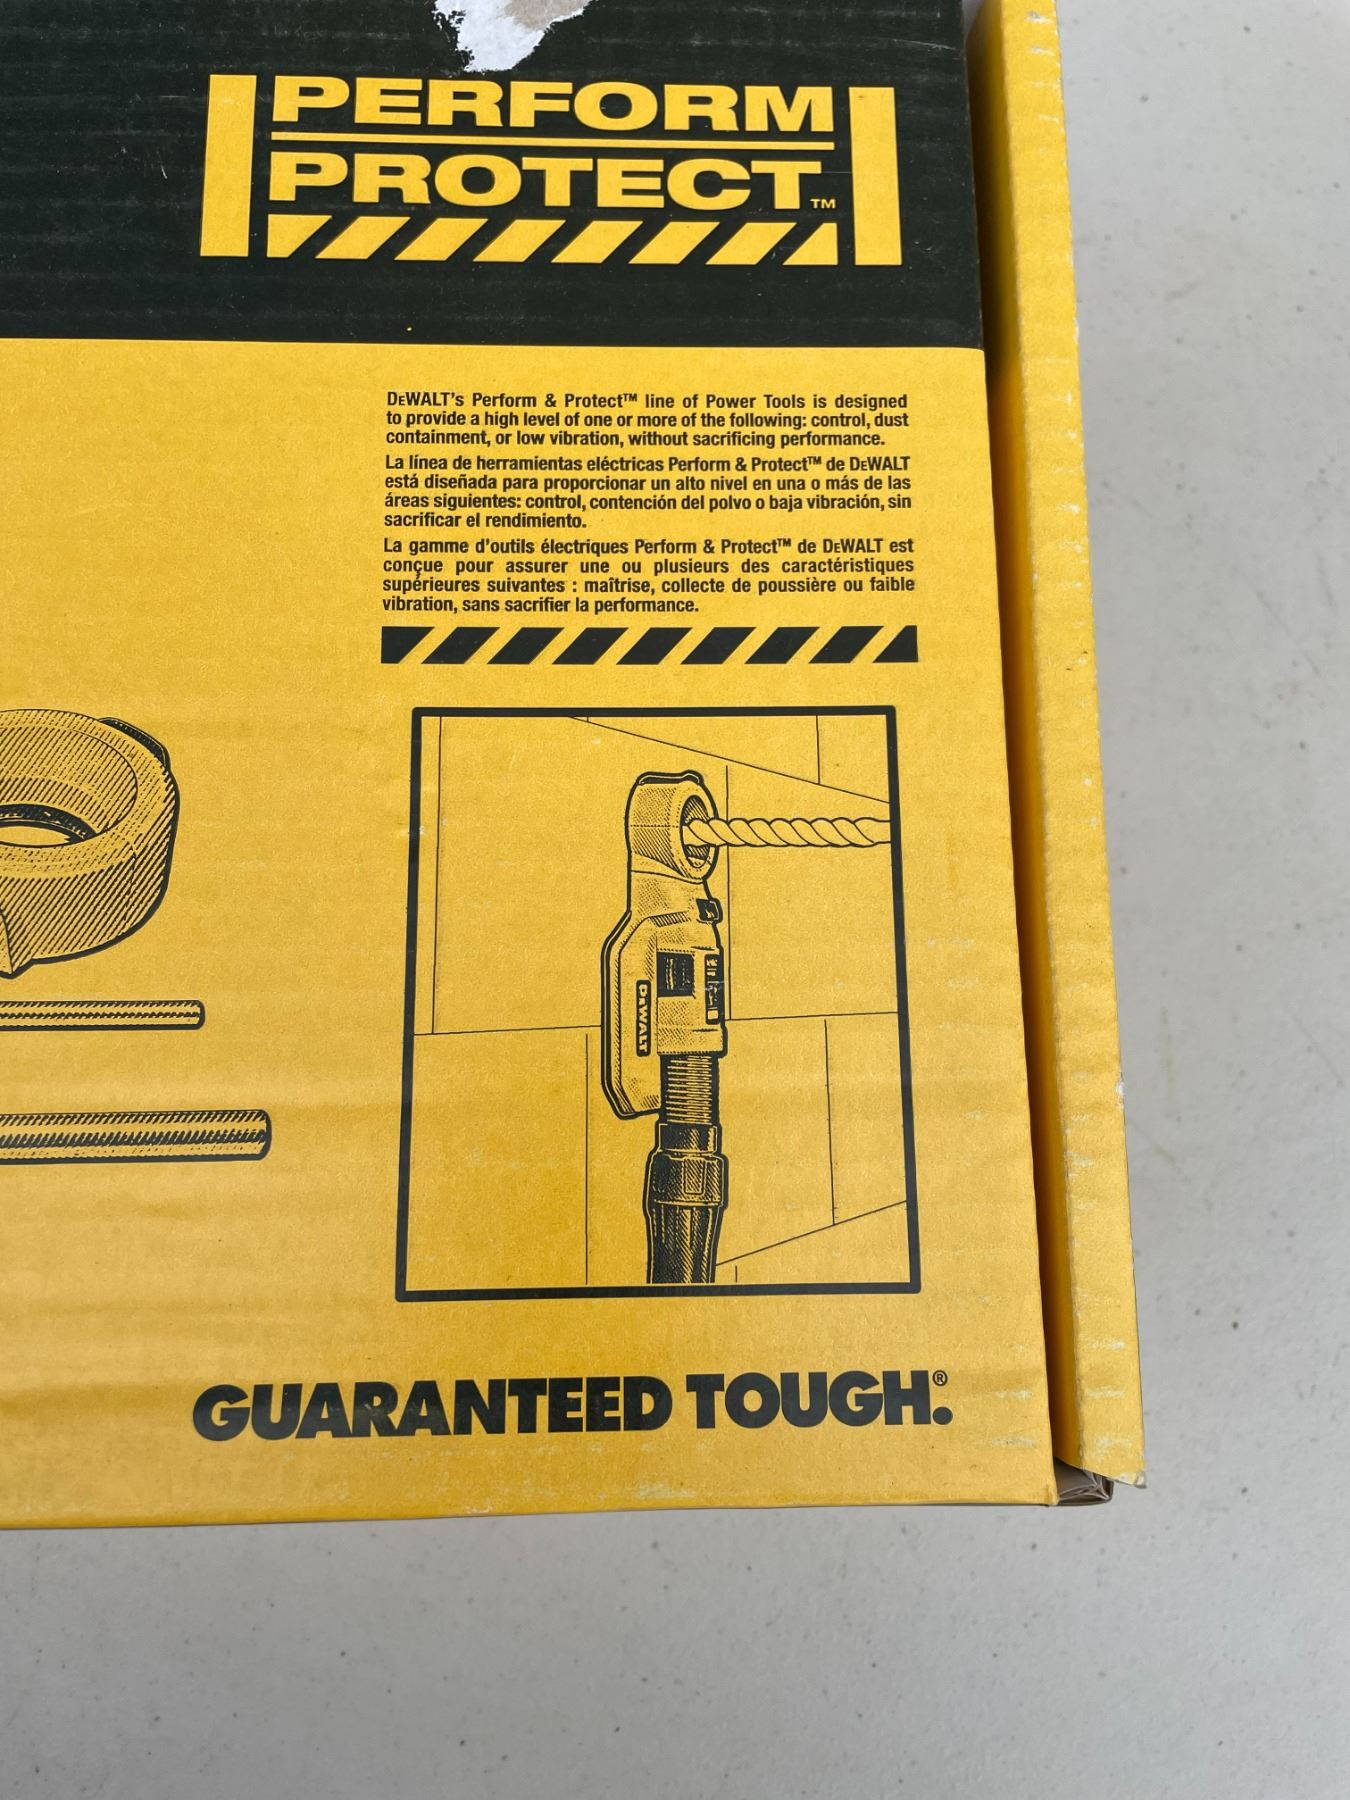 PERFORM
PROTECT™
DEWALT's Perform & Protect™ line of Power Tools is designed
to provide a high level of one or more of the following: control, dust
containment, or low vibration, without sacrificing performance.
La línea de herramientas eléctricas Perform & Protect™ de DEWALT
está diseñada para proporcionar un alto nivel en una o más de las
áreas siguientes: control, contención del polvo o baja vibración, sin
sacrificar el rendimiento.
La gamme d'outils électriques Perform & Protect™ de DEWALT est
conçue pour assurer une ou plusieurs des caractéristiques
supérieures suivantes : maîtrise, collecte de poussière ou faible
vibration, sans sacrifier la performance.
DEWALT
GUARANTEED TOUGH.®